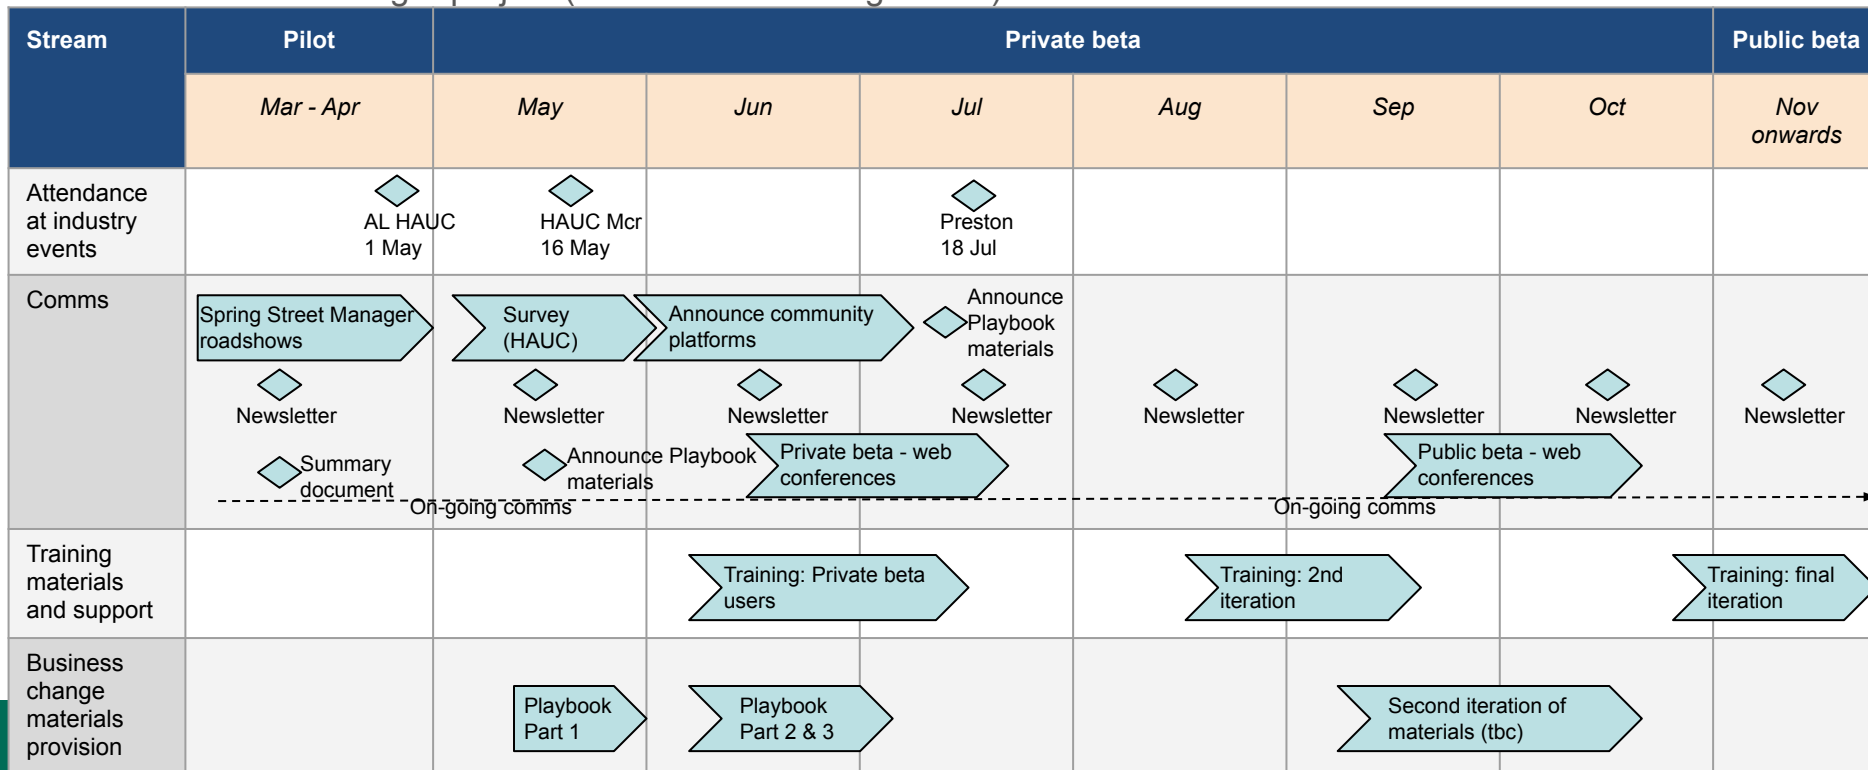 Stream
Pilot
Private beta
Public beta
Mar - Apr
May
Jun
Jul
Aug
Sep
Oct
Nov
onwards
Attendance
at industry
events
AL HAUC
1 May
HAUC Mcr
16 May
Preston
18 Jul
Comms
Spring Street Manager
roadshows
Survey
(HAUC)
Announce community
platforms
Announce
Playbook
materials
Newsletter
Newsletter
Newsletter
Newsletter
Newsletter
Newsletter
Newsletter
Newsletter
Summary
document
Announce Playbook
materials
Private beta - web
conferences
Public beta - web
conferences
On-going comms
On-going comms
Training
materials
and support
Training: Private beta
users
Training: 2nd
iteration
Training: final
iteration
Business
change
materials
provision
Playbook
Part 1
Playbook
Part 2 & 3
Second iteration of
materials (tbc)